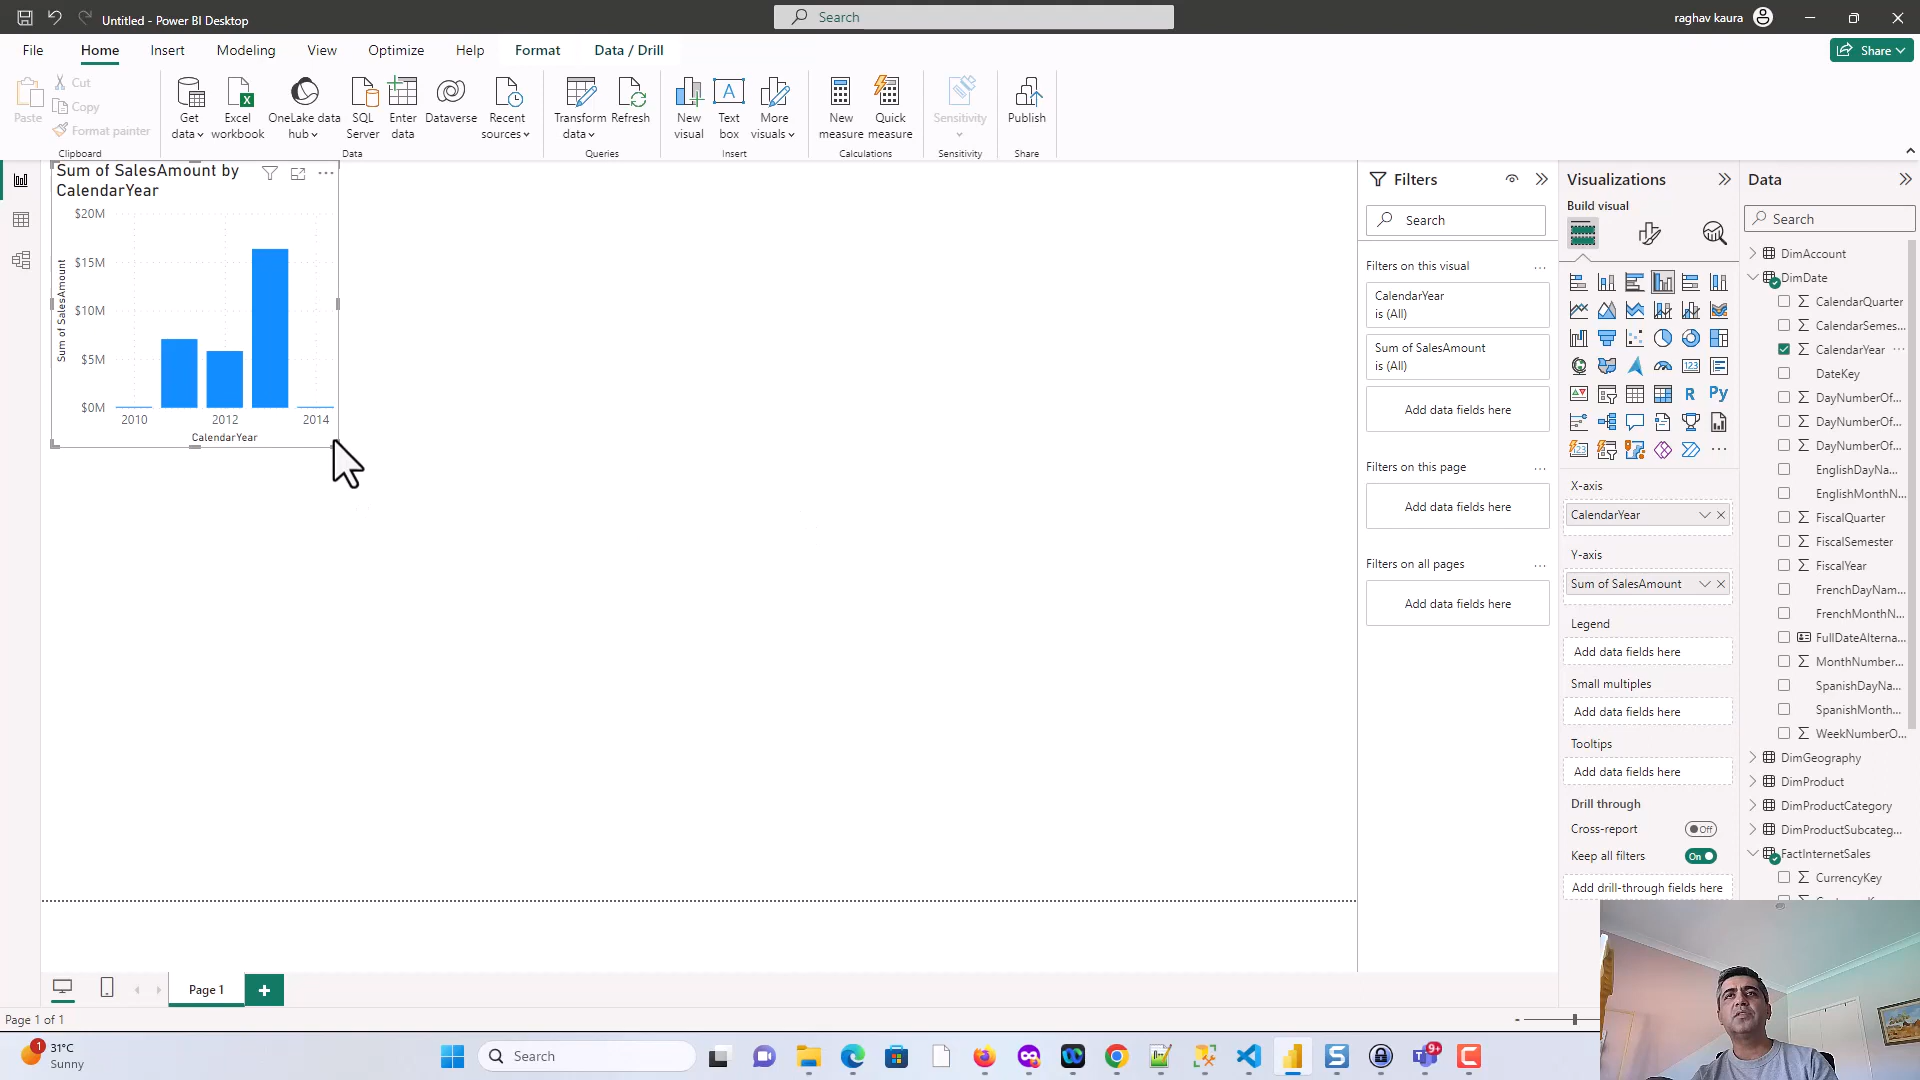 Untitled - Power BI Desktop
Search
raghav kaura
File
Home
Insert
Modeling
View
Optimize
Help
Format
Data / Drill
Share
Paste
Cut
Copy
Format painter
Clipboard
Get data
Excel workbook
OneLake data hub
SQL Server
Enter data
Dataverse
Recent sources
Data
Transform data
Refresh
Queries
New visual
Text box
More visuals
Insert
New measure
Quick measure
Calculations
Sensitivity
Sensitivity
Publish
Share
Sum of SalesAmount by
CalendarYear
$20M
$15M
$10M
$5M
$0M
Sum of SalesAmount
2010
2012
2014
CalendarYear
Filters
Search
Filters on this visual
CalendarYear
is (All)
Sum of SalesAmount
is (All)
Add data fields here
Filters on this page
Add data fields here
Filters on all pages
Add data fields here
Visualizations
Build visual
123
R
Py
123
X-axis
CalendarYear
Y-axis
Sum of SalesAmount
Legend
Add data fields here
Small multiples
Add data fields here
Tooltips
Add data fields here
Drill through
Cross-report
Off
Keep all filters
On
Add drill-through fields here
Data
Search
DimAccount
DimDate
CalendarQuarter
CalendarSemes...
CalendarYear
DateKey
DayNumberOf...
DayNumberOf...
DayNumberOf...
EnglishDayNa...
EnglishMonthN...
FiscalQuarter
FiscalSemester
FiscalYear
FrenchDayNam...
FrenchMonthN...
FullDateAlterna...
MonthNumber...
SpanishDayNa...
SpanishMonth...
WeekNumberO...
DimGeography
DimProduct
DimProductCategory
DimProductSubcateg...
FactInternetSales
CurrencyKey
Page 1
Page 1 of 1
1
31°C
Sunny
Search
9+